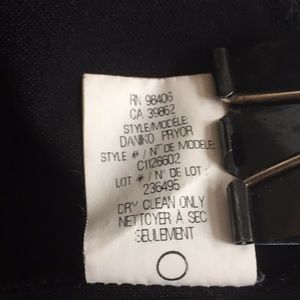 RN 98406
CA 39862
STYLE/MODELE:
DANIKO PRYOR
STYLE # / N° DE MODELE:
C1126602
LOT # / N° DE LOT :
236495
DRY CLEAN ONLY
NETTOYER À SEC
SEULEMENT